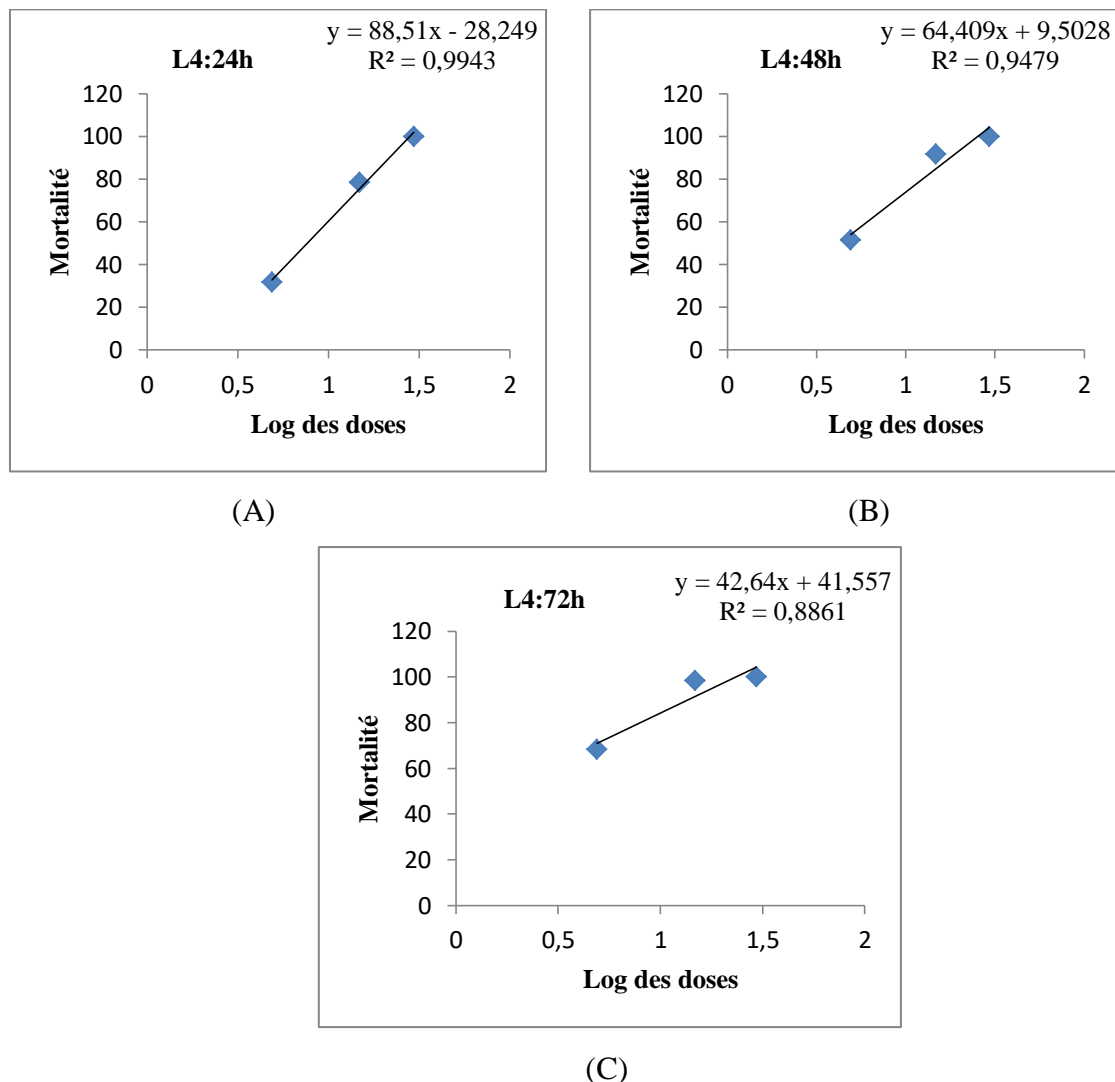 L4:24h
y = 88,51x - 28,249
R² = 0,9943
120
100
80
60
40
20
0
Mortalité
0 0,5 1 1,5 2
Log des doses
(A)
L4:48h
y = 64,409x + 9,5028
R² = 0,9479
120
100
80
60
40
20
0
Mortalité
0 0,5 1 1,5 2
Log des doses
(B)
L4:72h
y = 42,64x + 41,557
R² = 0,8861
120
100
80
60
40
20
0
Mortalité
0 0,5 1 1,5 2
Log des doses
(C)